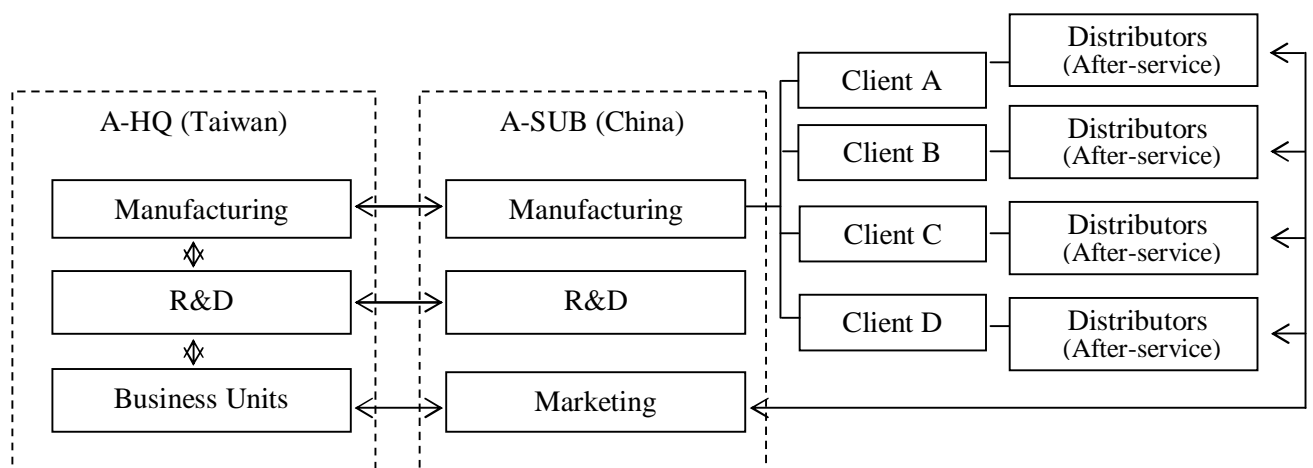 A-HQ (Taiwan)
Manufacturing
R&D
Business Units
A-SUB (China)
Manufacturing
R&D
Marketing
Client A
Client B
Client C
Client D
Distributors
(After-service)
Distributors
(After-service)
Distributors
(After-service)
Distributors
(After-service)